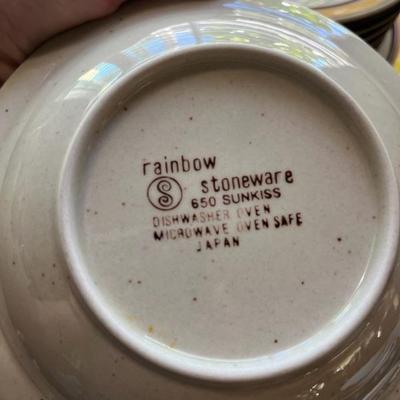 rainbow
S stoneware
650 SUNKISS
DISHWASHER OVEN
MICROWAVE OVEN SAFE
JAPAN